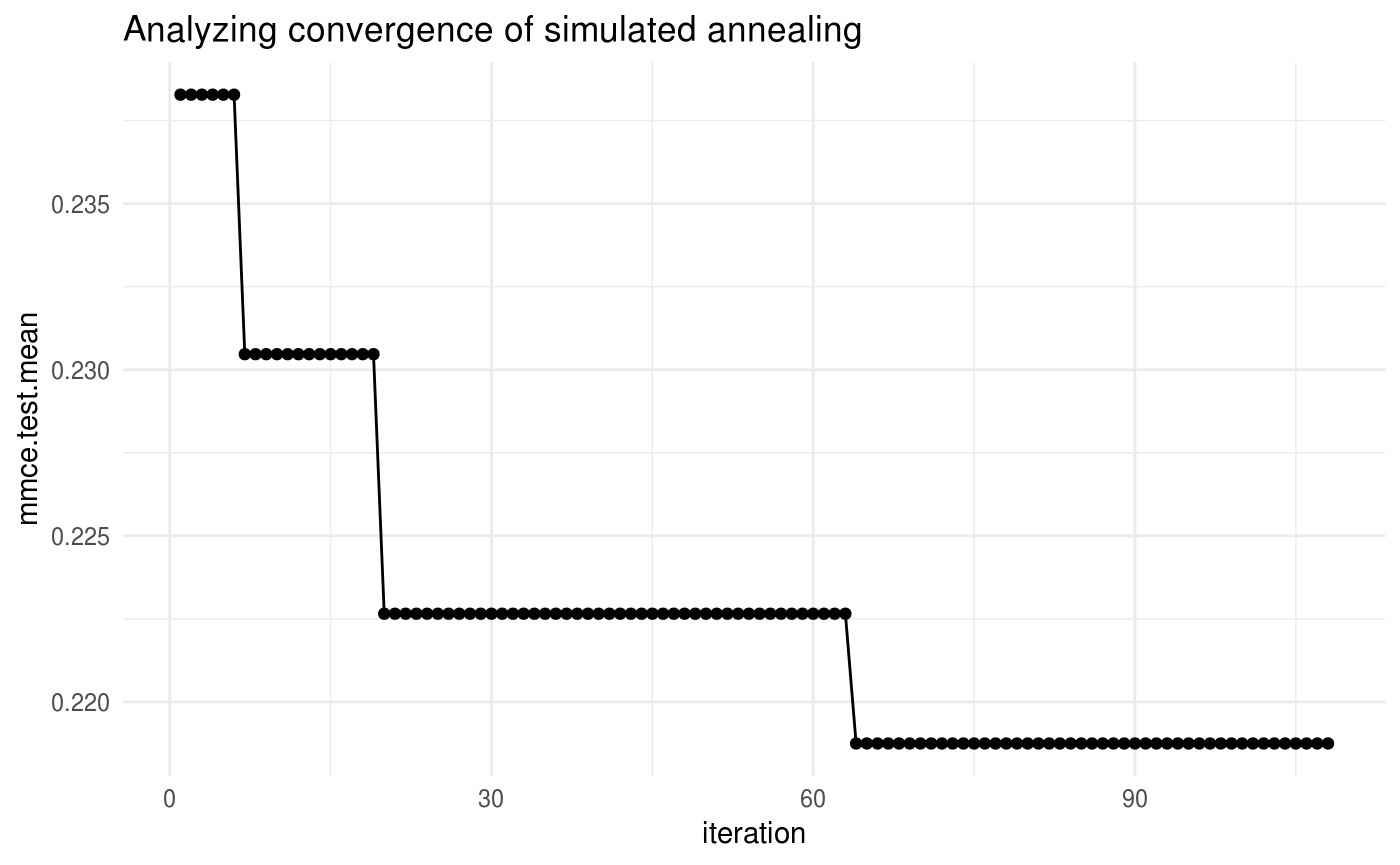 Analyzing convergence of simulated annealing
mmce.test.mean
0.235
0.230
0.225
0.220
0 30 60 90
iteration